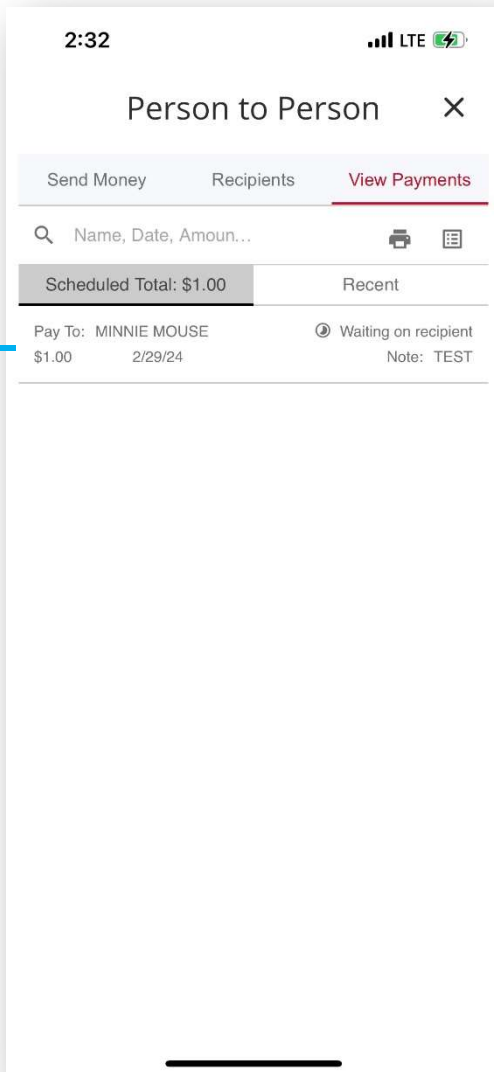 2:32 LTE
Person to Person
Send Money Recipients View Payments
Name, Date, Amoun...
Scheduled Total: $1.00 Recent
Pay To: MINNIE MOUSE Waiting on recipient
$1.00 2/29/24 Note: TEST